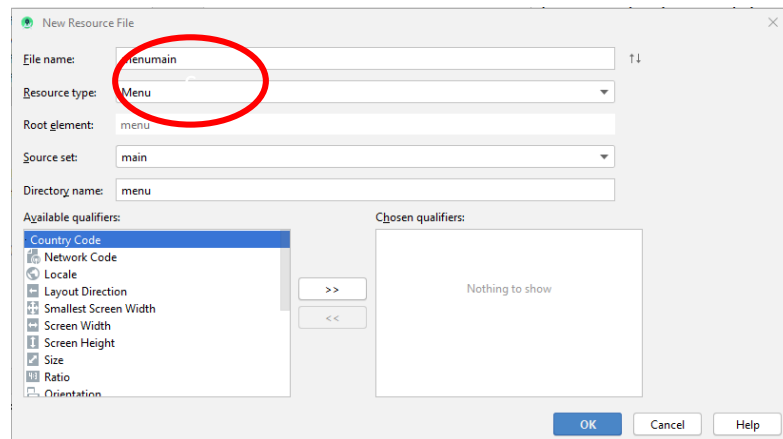 New Resource File
File name: menumain
Resource type: Menu
Root element: menu
Source set: main
Directory name: menu
Available qualifiers: Chosen qualifiers:
Country Code
Network Code
Locale
Layout Direction
Smallest Screen Width
Screen Width
Screen Height
Size
Ratio
Orientation
>>
<<
Nothing to show
OK Cancel Help